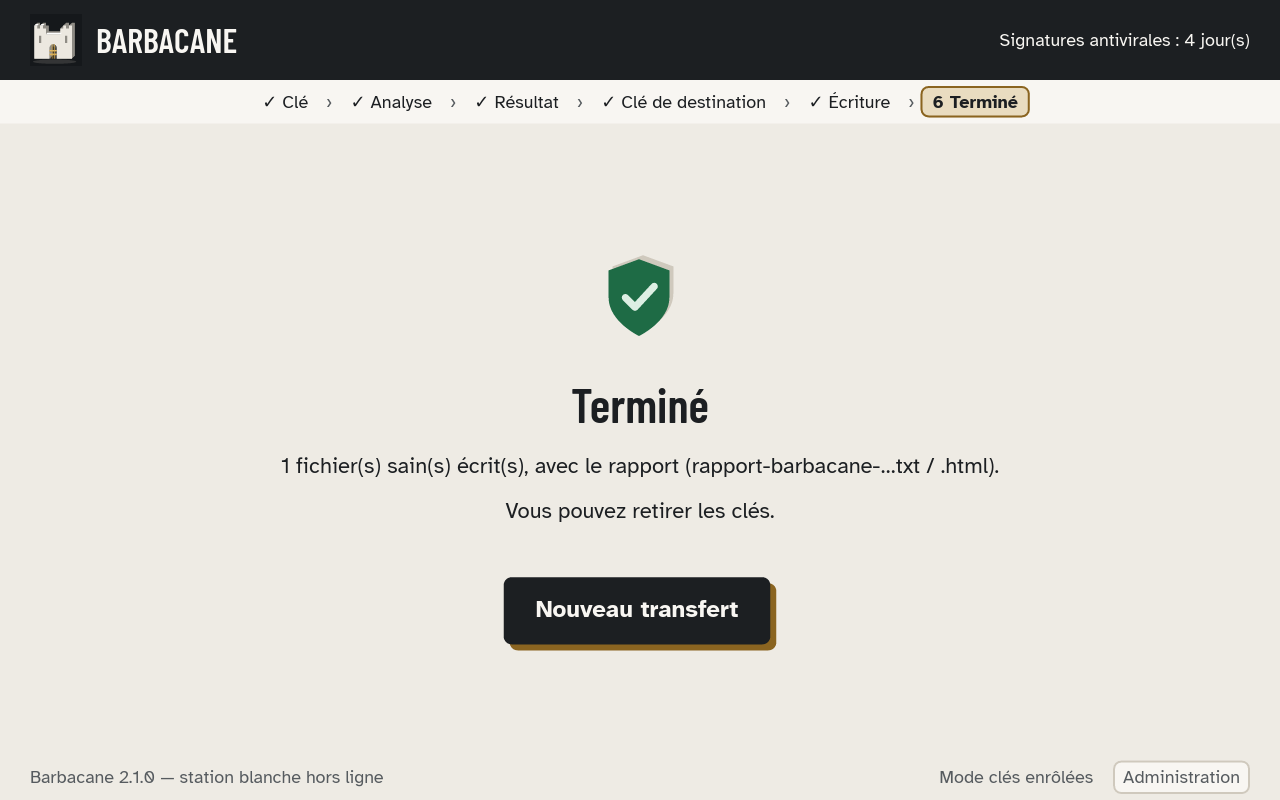 BARBACANE
Signatures antivirales : 4 jour(s)
✓ Clé › ✓ Analyse › ✓ Résultat › ✓ Clé de destination › ✓ Écriture › 6 Terminé
Terminé
1 fichier(s) sain(s) écrit(s), avec le rapport (rapport-barbacane-...txt / .html).
Vous pouvez retirer les clés.
Nouveau transfert
Barbacane 2.1.0 — station blanche hors ligne
Mode clés enrôlées
Administration